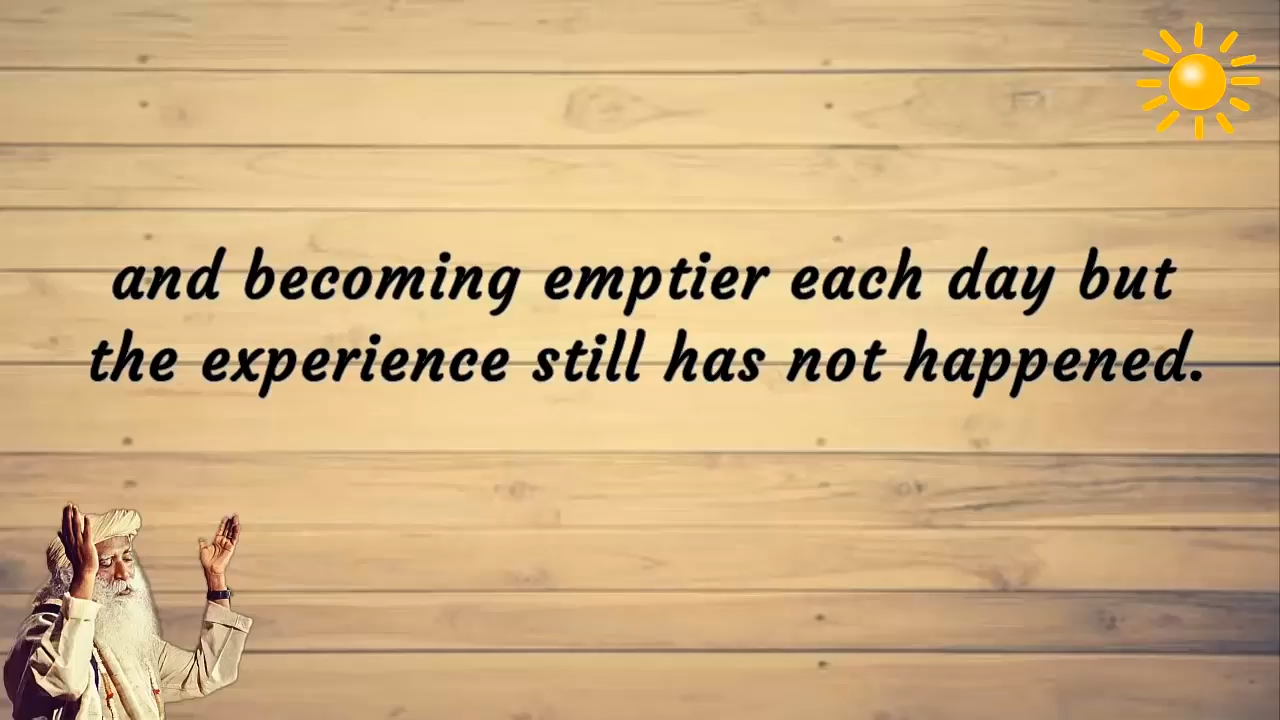 and becoming emptier each day but
the experience still has not happened.